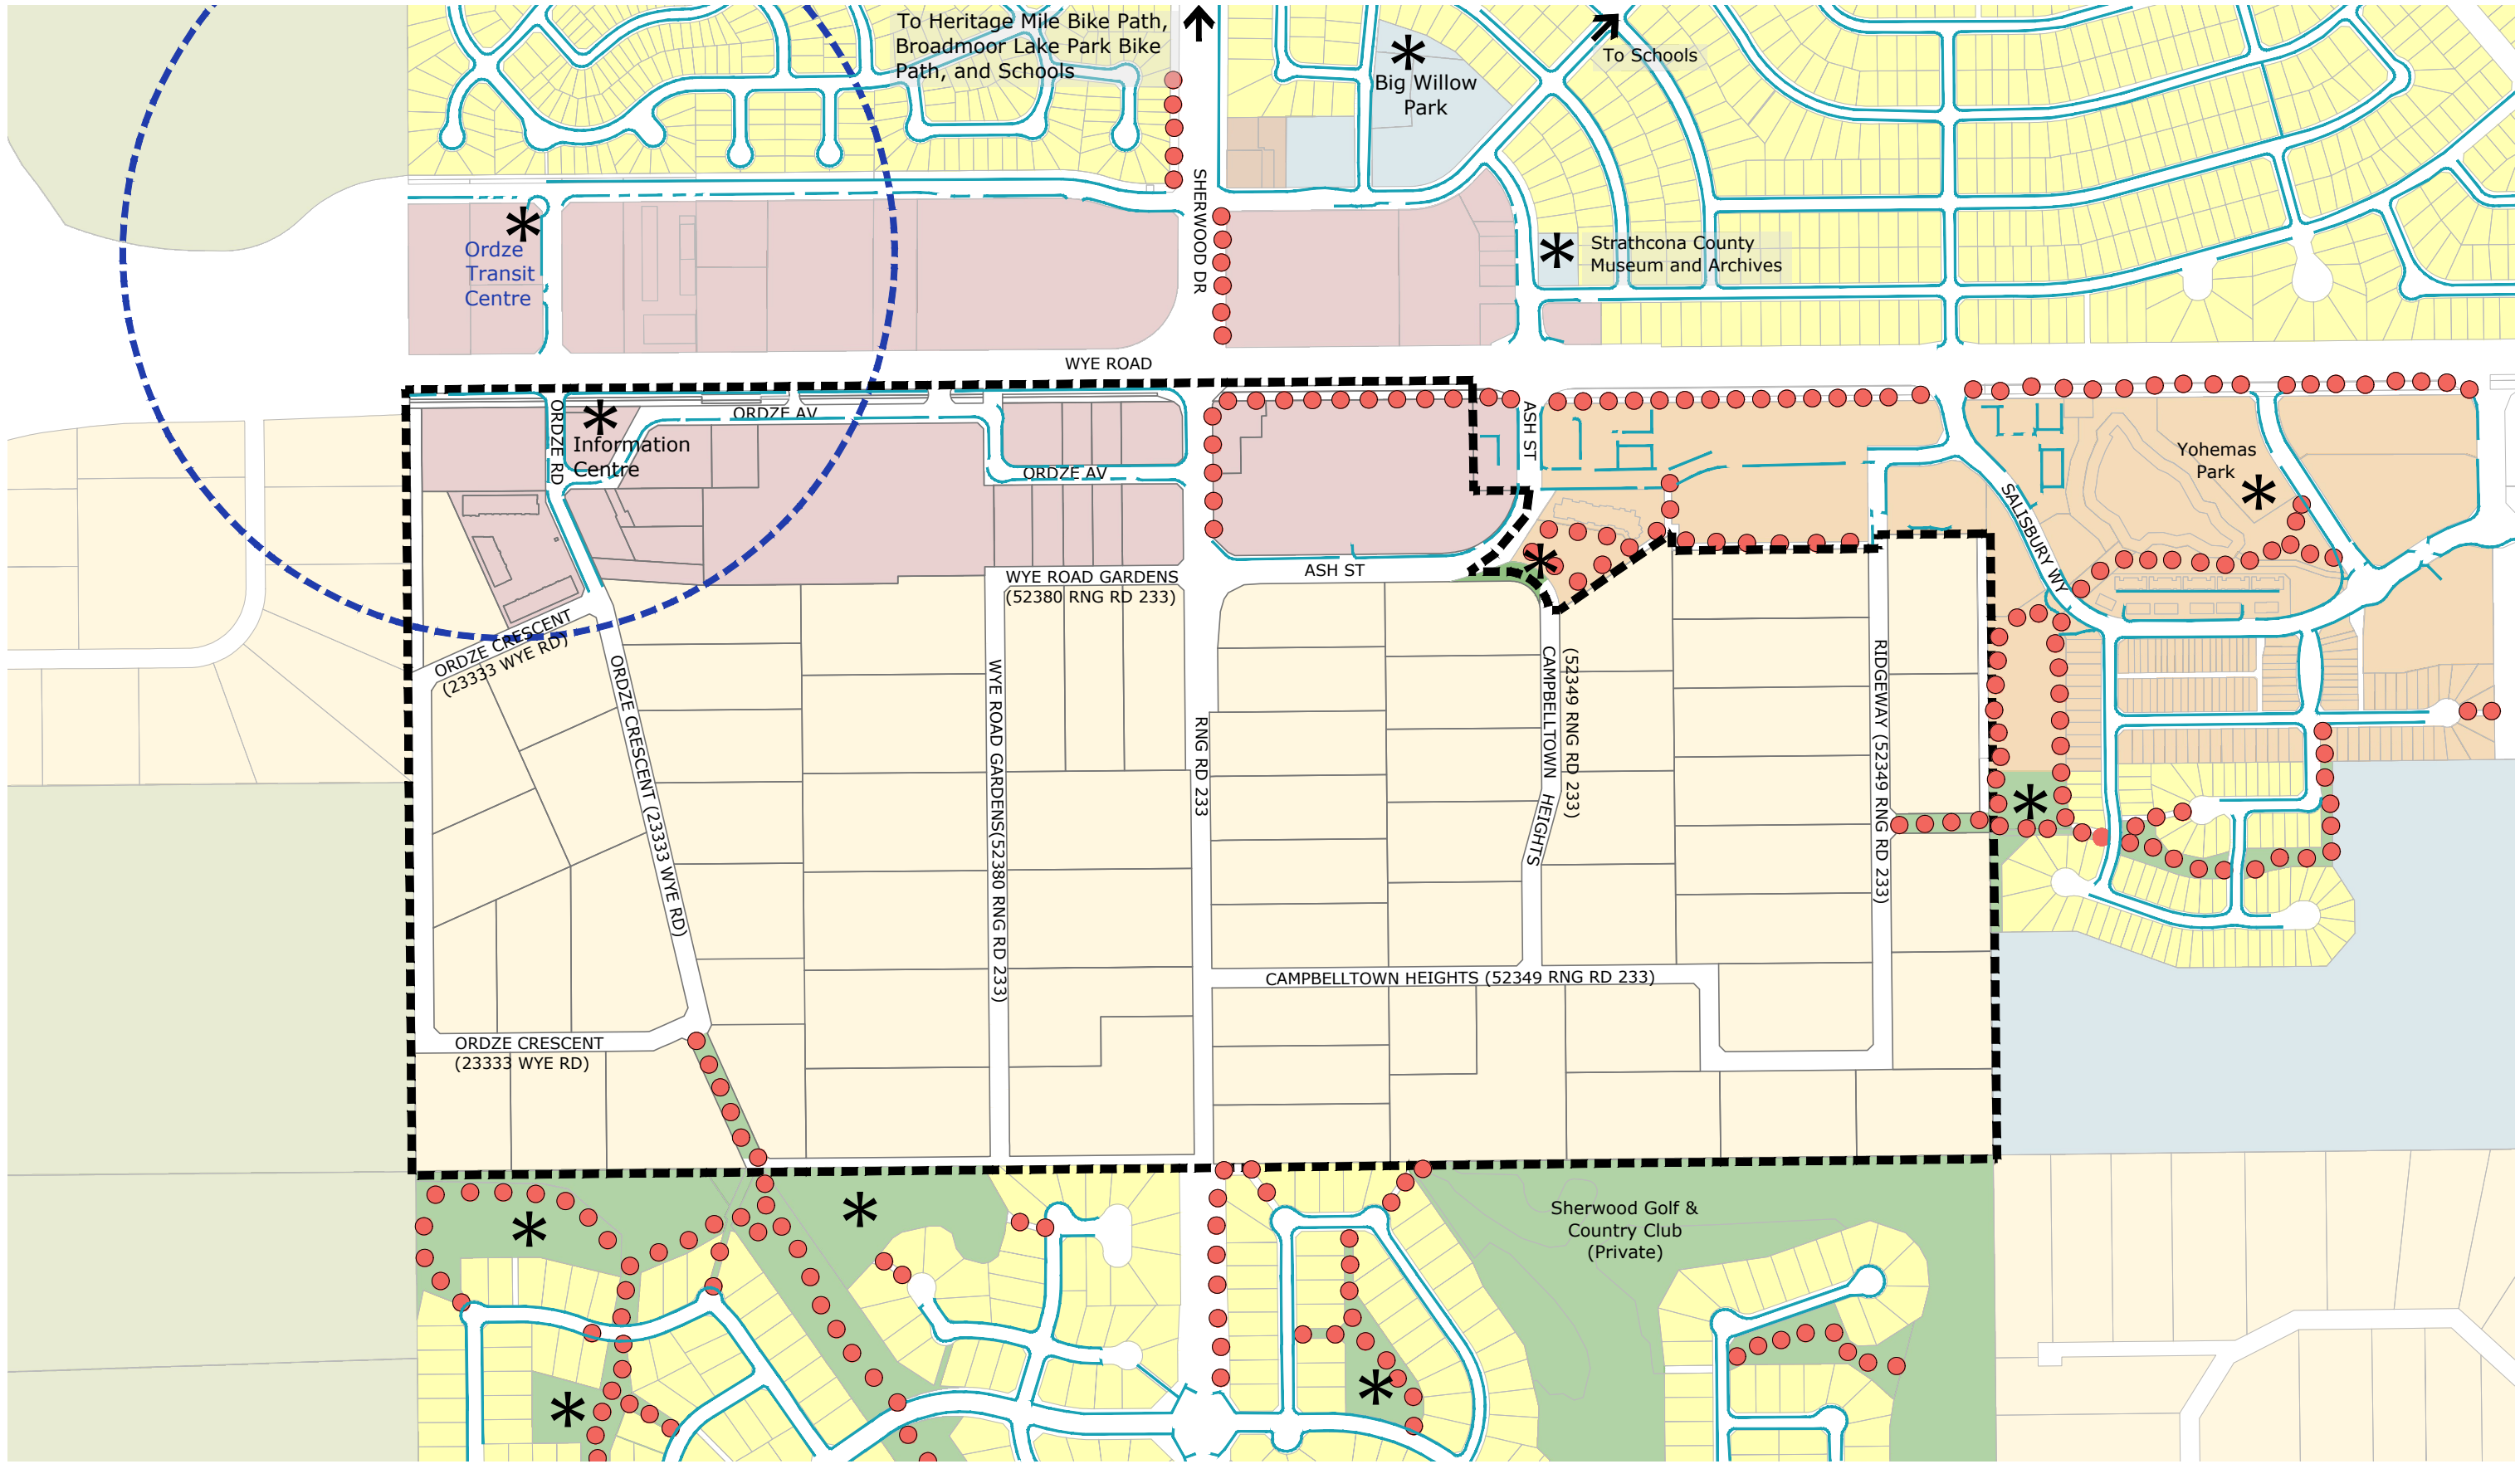 To Heritage Mile Bike Path,
Broadmoor Lake Park Bike
Path, and Schools
To Schools
Big Willow
Park
SHERWOOD DR
Ordze
Transit
Centre
Strathcona County
Museum and Archives
WYE ROAD
ORDZE AV
ORDZE RD
Information
Centre
ORDZE AV
ASH ST
Yohemas
Park
SALISBURY WY
ASH ST
WYE ROAD GARDENS
(52380 RNG RD 233)
ORDZE CRESCENT
(23333 WYE RD)
ORDZE CRESCENT (23333 WYE RD)
WYE ROAD GARDENS(52380 RNG RD 233)
RNG RD 233
CAMPBELLTOWN HEIGHTS
(52349 RNG RD 233)
RIDGEWAY (52349 RNG RD 233)
CAMPBELLTOWN HEIGHTS (52349 RNG RD 233)
ORDZE CRESCENT
(23333 WYE RD)
Sherwood Golf &
Country Club
(Private)